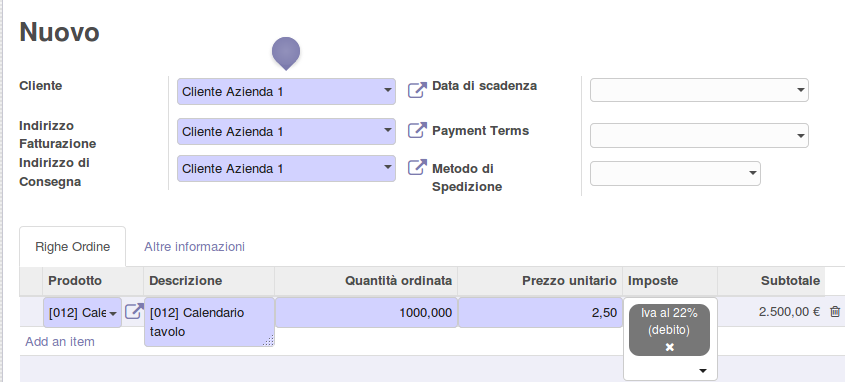 Nuovo
Cliente
Cliente Azienda 1
Data di scadenza
Indirizzo
Fatturazione
Cliente Azienda 1
Payment Terms
Indirizzo di
Consegna
Cliente Azienda 1
Metodo di
Spedizione
Righe Ordine
Altre informazioni
Prodotto
Descrizione
Quantità ordinata
Prezzo unitario
Imposte
Subtotale
[012] Cale
[012] Calendario
tavolo
1000,000
2,50
Iva al 22%
(debito)
2.500,00 €
Add an item